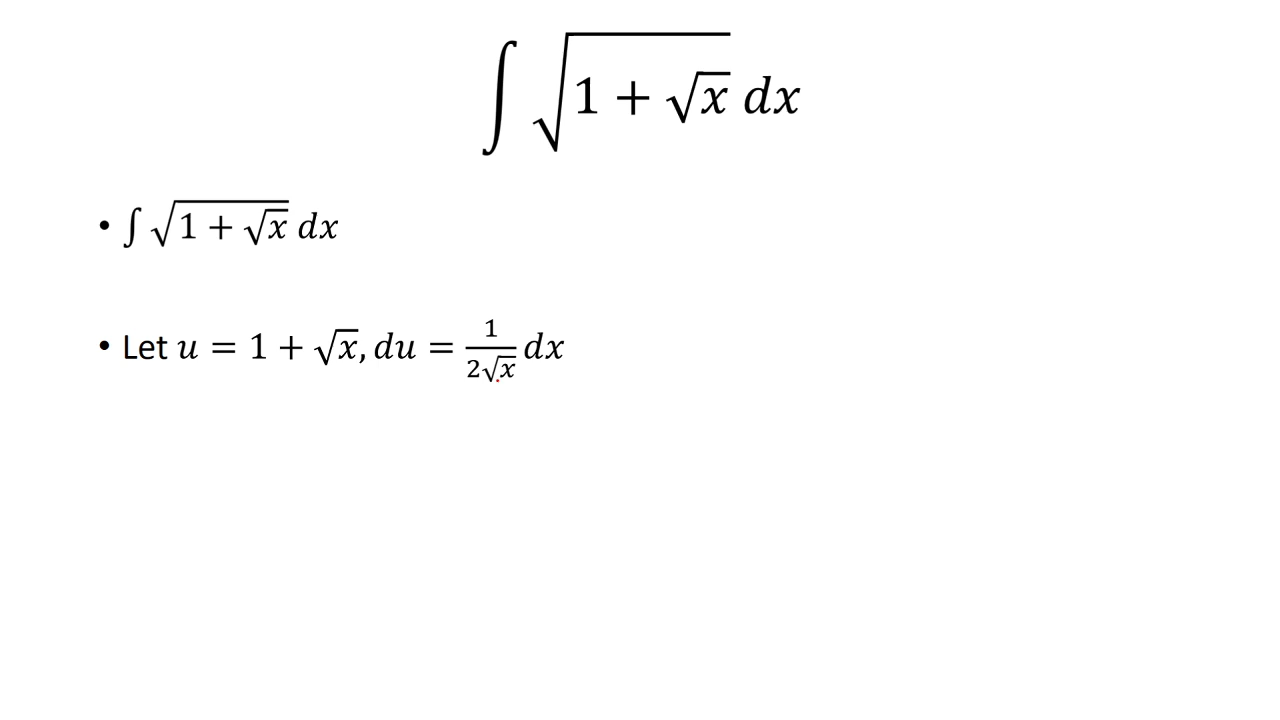 ∫ √(1 + √x) dx
• ∫ √(1 + √x) dx
• Let u = 1 + √x, du = 1/(2√x) dx